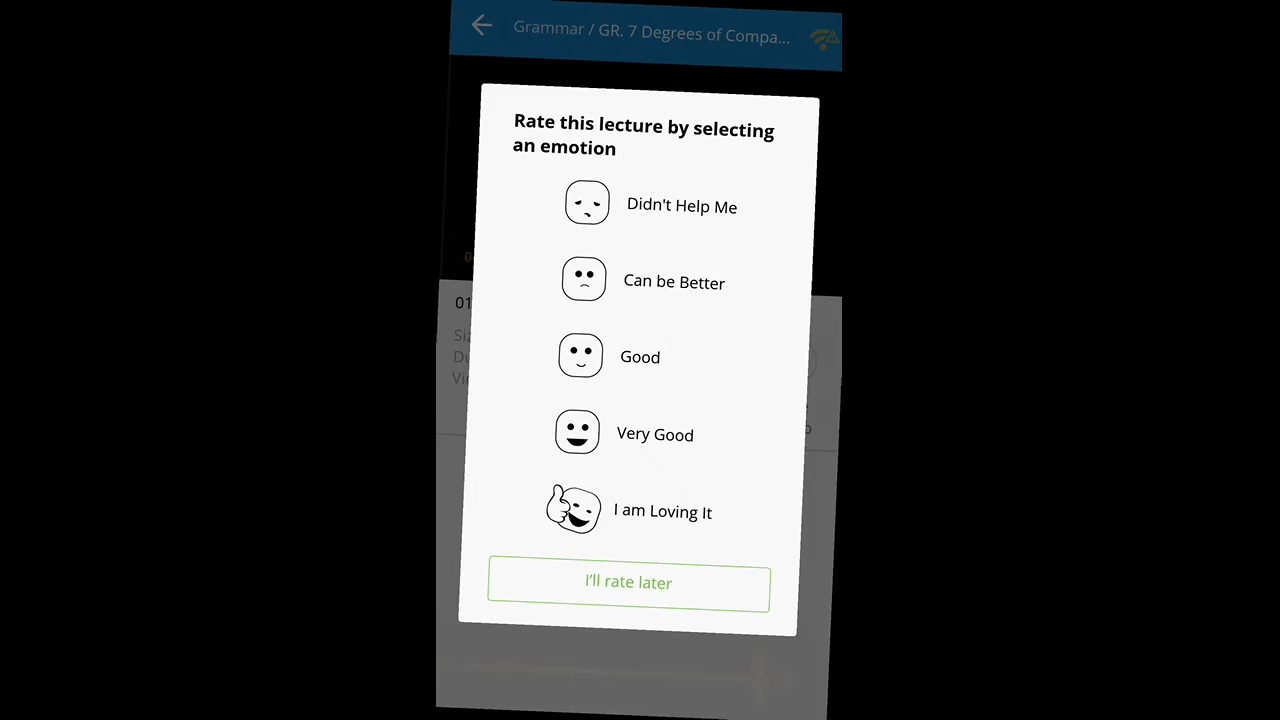 Grammar / GR. 7 Degrees of Compa...
Rate this lecture by selecting
an emotion
Didn't Help Me
Can be Better
Good
Very Good
I am Loving It
I'll rate later
01